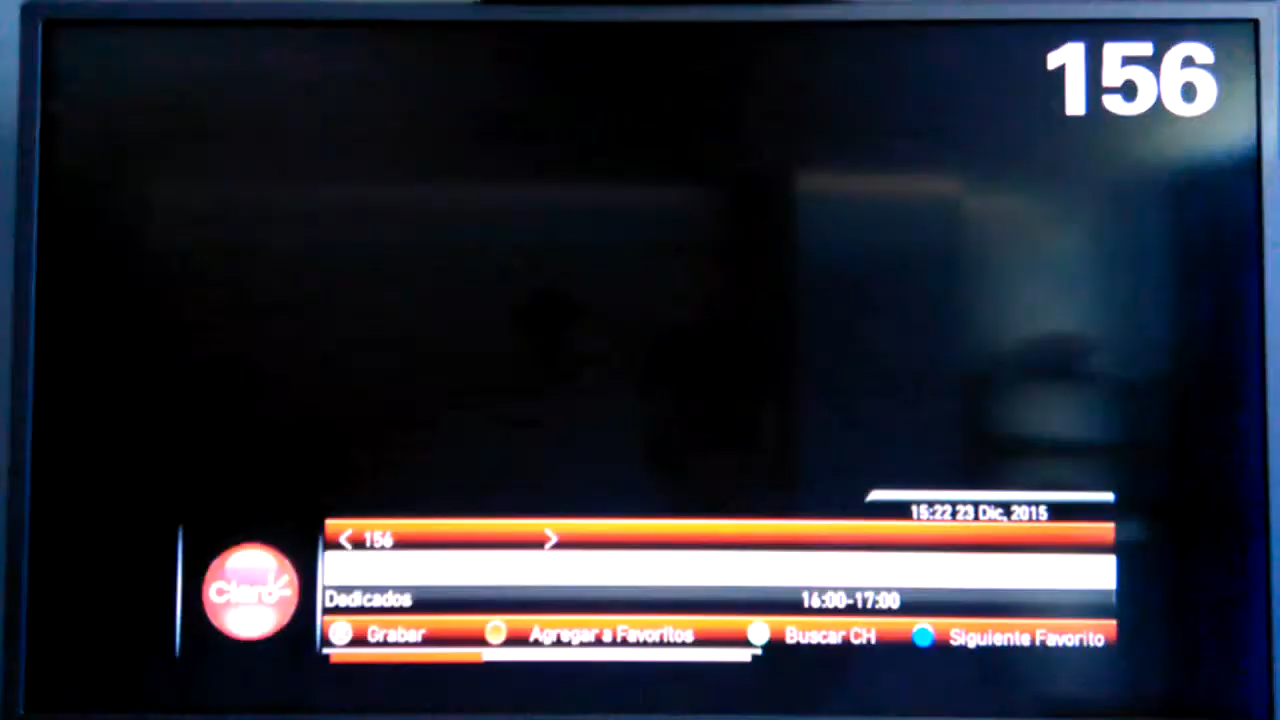 156
15:22 23 Dic, 2015
< 156 >
Claro
Dedicados 16:00-17:00
Grabar Agregar a Favoritos Buscar CH Siguiente Favorito